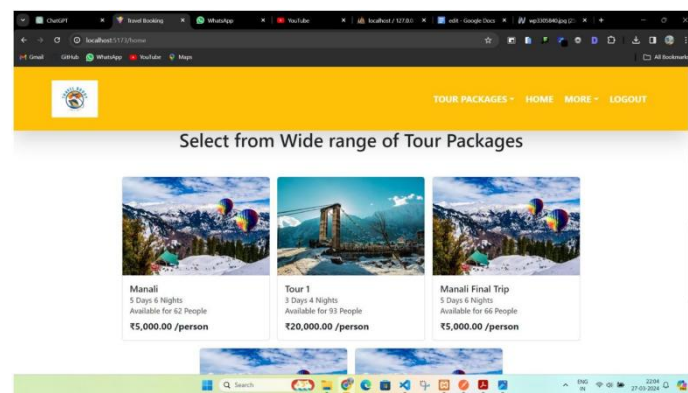 ChatGPT
Travel Booking
WhatsApp
YouTube
localhost / 127.0.0.
edit - Google Docs
wp3305840.jpg (25
localhost:5173/home
Gmail
GitHub
WhatsApp
YouTube
Maps
All Bookmarks
TOUR PACKAGES
HOME
MORE
LOGOUT
Select from Wide range of Tour Packages
Manali
5 Days 6 Nights
Available for 62 People
₹5,000.00 /person
Tour 1
3 Days 4 Nights
Available for 93 People
₹20,000.00 /person
Manali Final Trip
5 Days 6 Nights
Available for 66 People
₹5,000.00 /person
Search
ENG
IN
22:04
27-03-2024